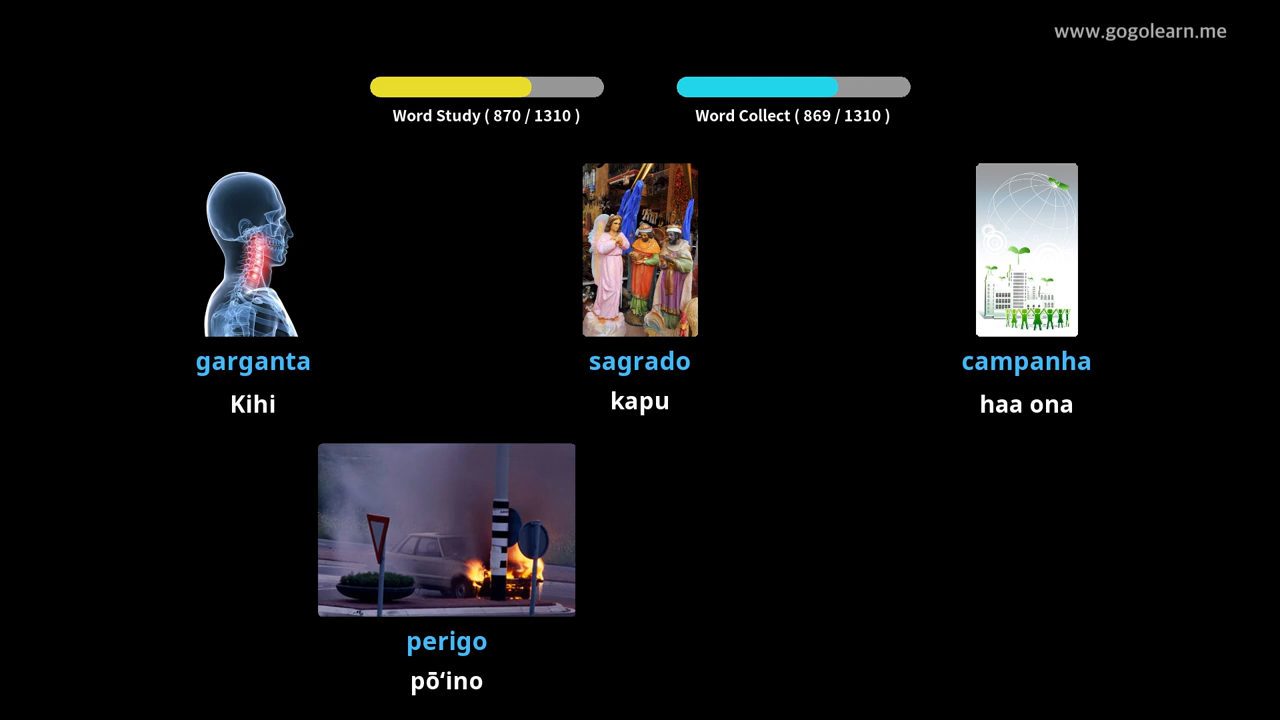 www.gogolearn.me
Word Study ( 870 / 1310 )
Word Collect ( 869 / 1310 )
garganta
sagrado
campanha
Kihi
kapu
haa ona
perigo
pōʻino